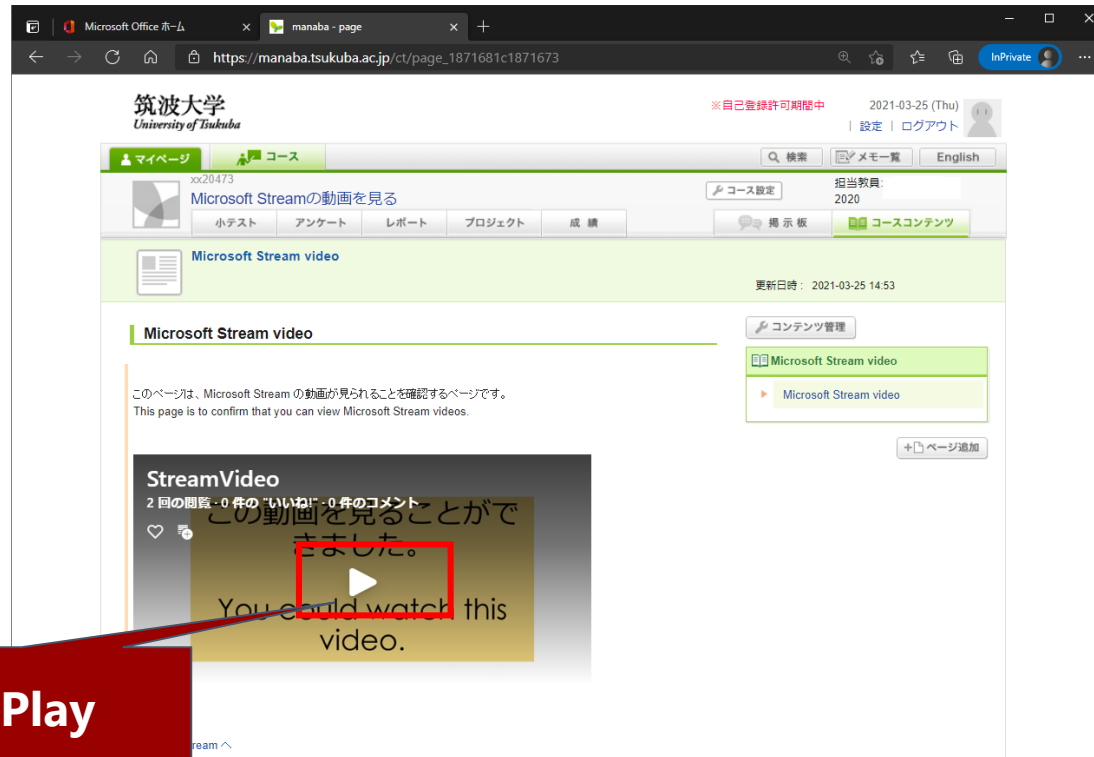 Microsoft Office ホーム
manaba - page
https://manaba.tsukuba.ac.jp/ct/page_1871681c1871673
InPrivate
筑波大学
University of Tsukuba
※自己登録許可期間中
2021-03-25 (Thu)
| 設定 | ログアウト
マイページ
コース
検索
メモ一覧
English
xx20473
Microsoft Streamの動画を見る
コース設定
担当教員:
2020
小テスト
アンケート
レポート
プロジェクト
成績
掲示板
コースコンテンツ
Microsoft Stream video
更新日時 : 2021-03-25 14:53
Microsoft Stream video
コンテンツ管理
Microsoft Stream video
Microsoft Stream video
ページ追加
このページは、Microsoft Stream の動画が見られることを確認するページです。
This page is to confirm that you can view Microsoft Stream videos.
StreamVideo
2 回の閲覧 · 0 件の "いいね!" · 0 件のコメント
この動画を見ることがで
きました。
You could watch this
video.
Play
ream へ